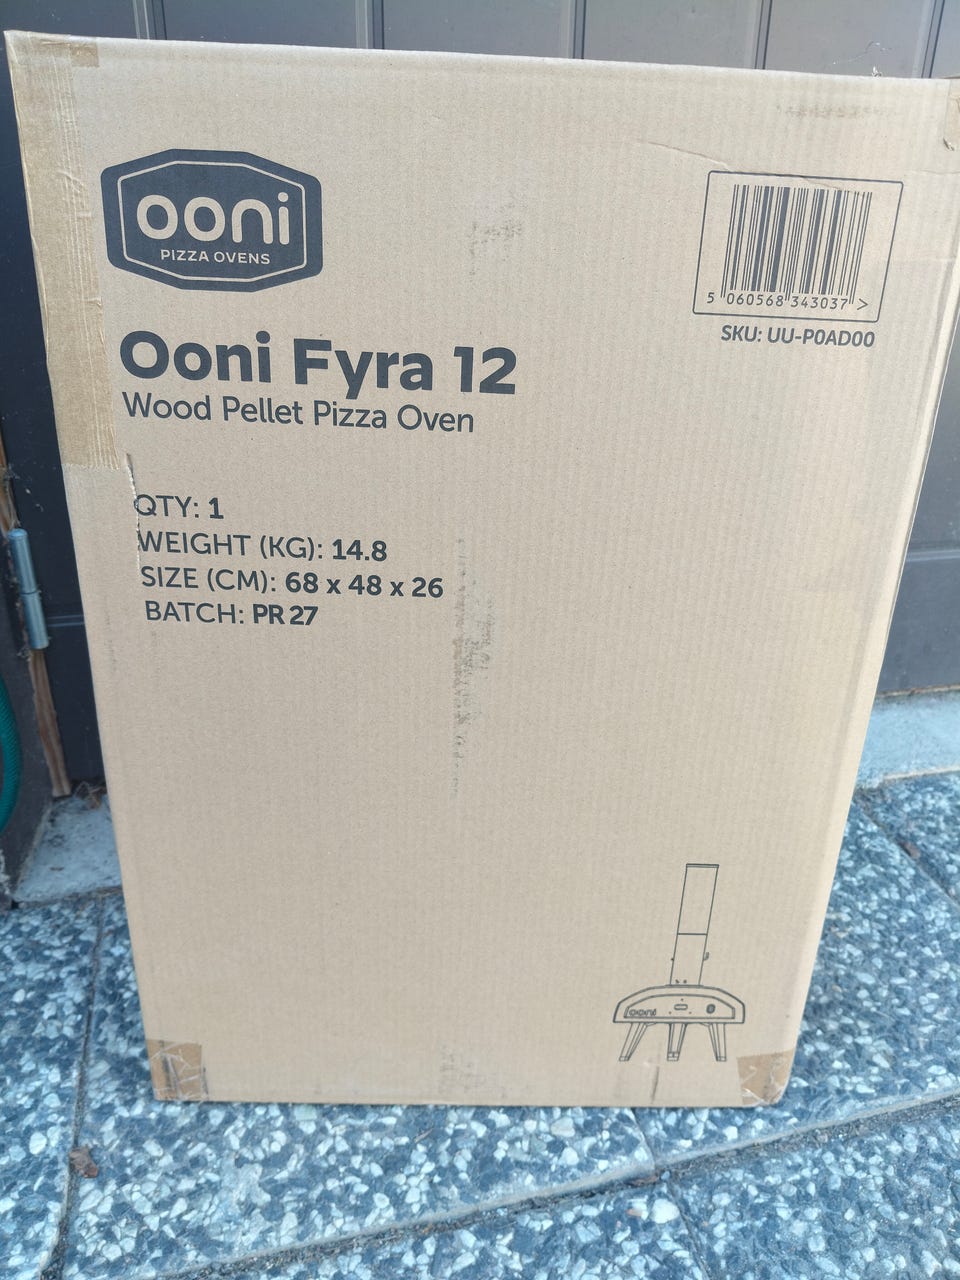 ooni
PIZZA OVENS
5 060568 343037 >
SKU: UU-P0AD00
Ooni Fyra 12
Wood Pellet Pizza Oven
QTY: 1
WEIGHT (KG): 14.8
SIZE (CM): 68 x 48 x 26
BATCH: PR 27
ooni